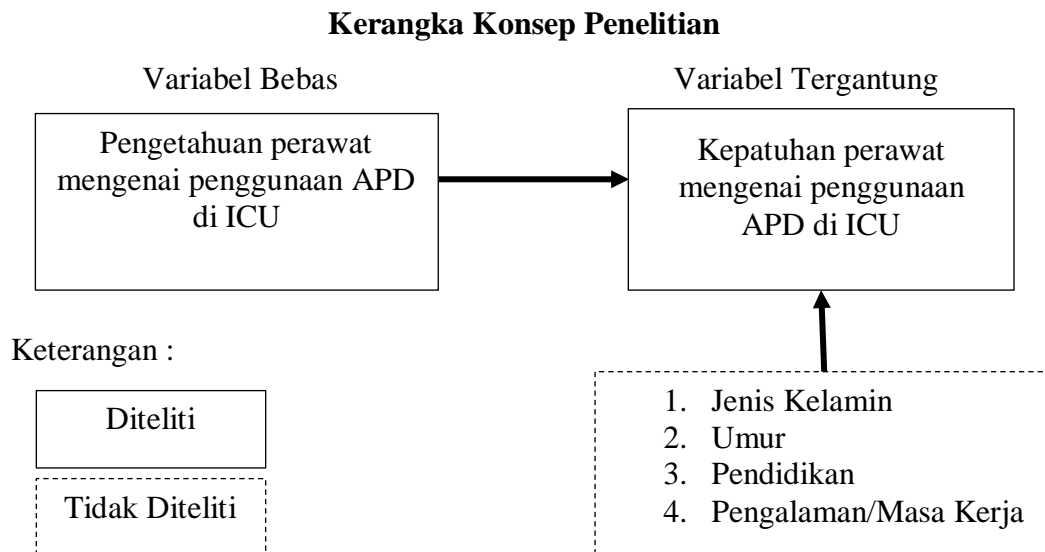 Kerangka Konsep Penelitian
Variabel Bebas
Variabel Tergantung
Pengetahuan perawat
mengenai penggunaan APD
di ICU
Kepatuhan perawat
mengenai penggunaan
APD di ICU
Keterangan :
Diteliti
Tidak Diteliti
1. Jenis Kelamin
2. Umur
3. Pendidikan
4. Pengalaman/Masa Kerja